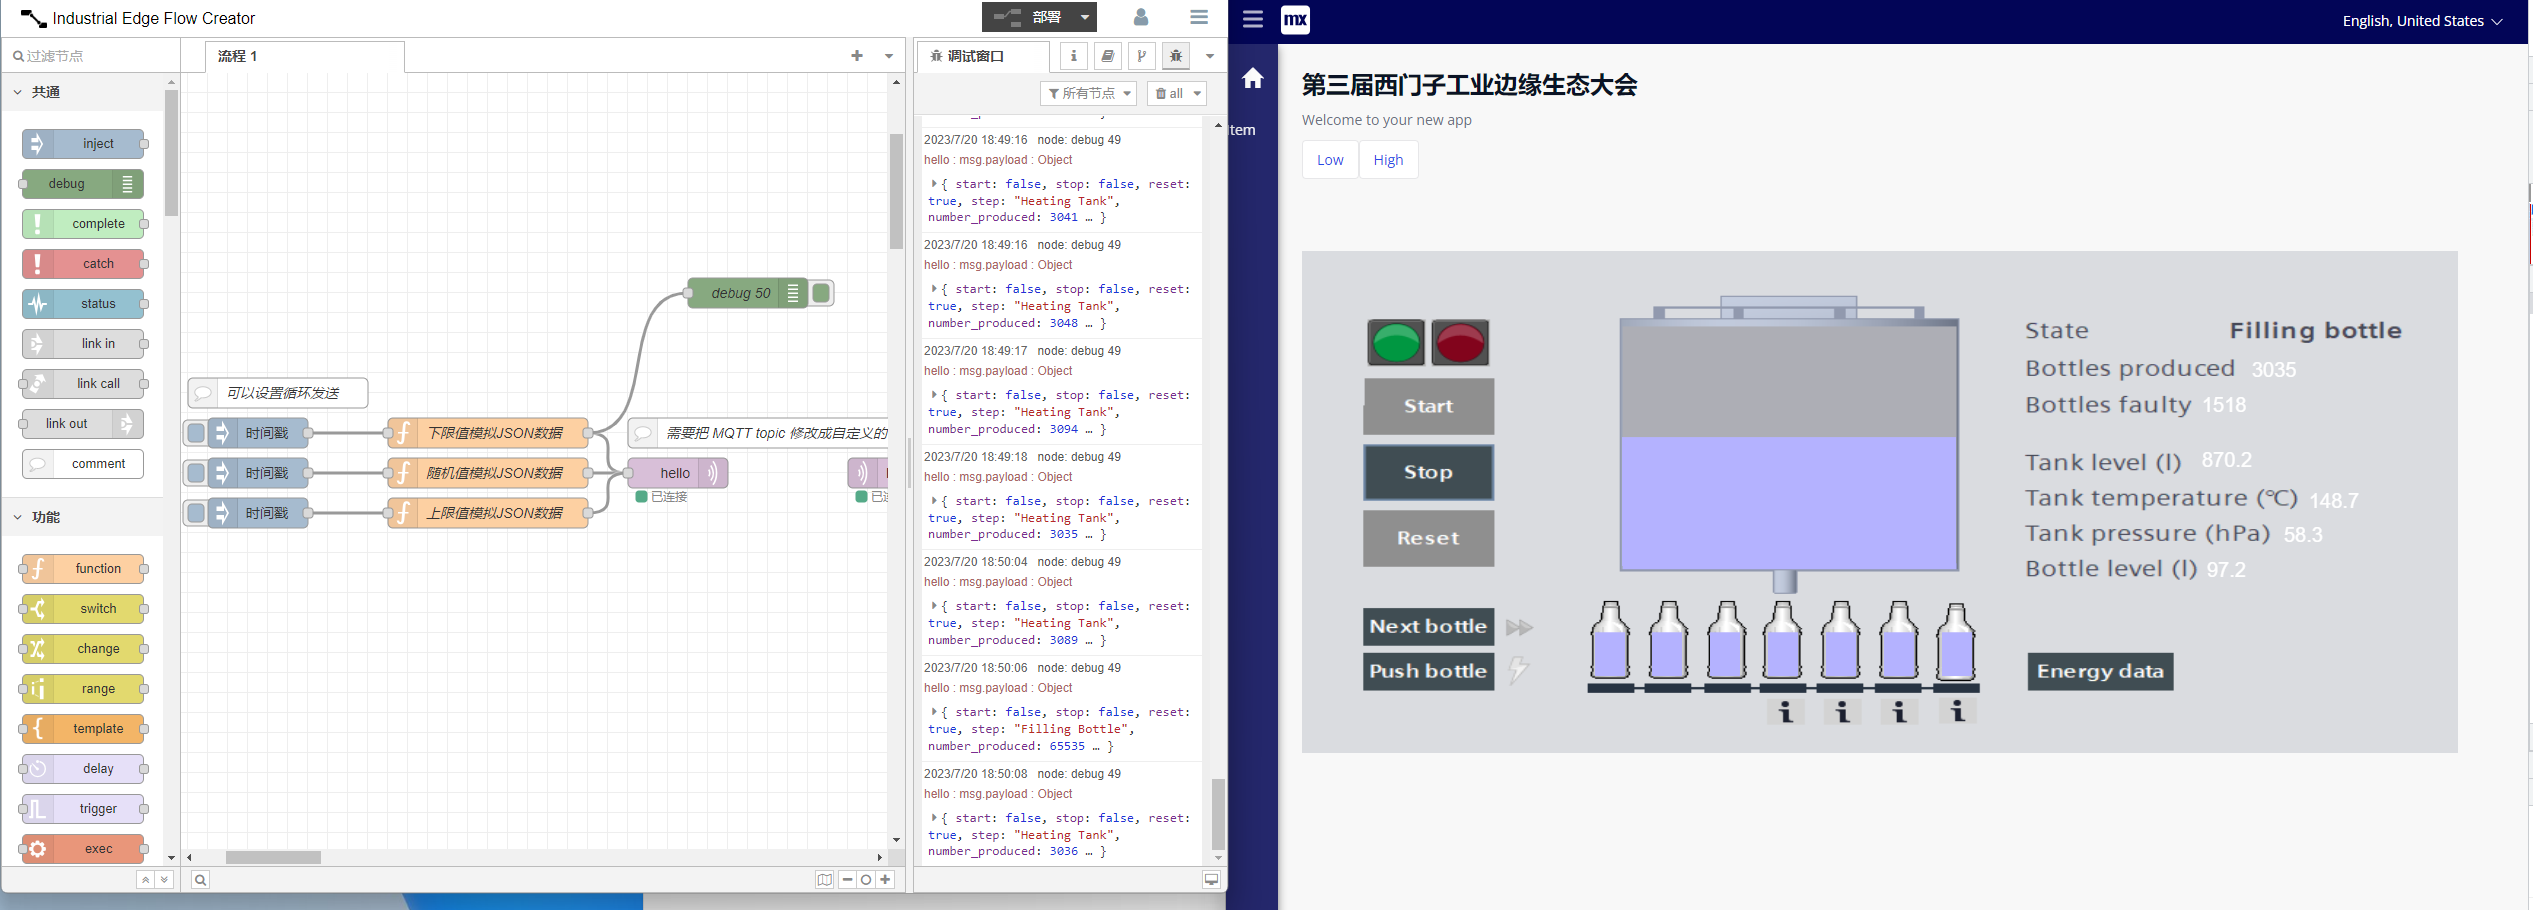 Industrial Edge Flow Creator
部署
过滤节点
流程 1
共通
inject
debug
complete
catch
status
link in
link call
link out
comment
功能
function
switch
change
range
template
delay
trigger
exec
debug 50
可以设置循环发送
时间戳
下限值模拟JSON数据
需要把 MQTT topic 修改成自定义的
时间戳
随机值模拟JSON数据
hello
已连接
时间戳
上限值模拟JSON数据
调试窗口
所有节点
all
2023/7/20 18:49:16 node: debug 49
hello : msg.payload : Object
{ start: false, stop: false, reset:
true, step: "Heating Tank",
number_produced: 3041 … }
2023/7/20 18:49:16 node: debug 49
hello : msg.payload : Object
{ start: false, stop: false, reset:
true, step: "Heating Tank",
number_produced: 3048 … }
2023/7/20 18:49:17 node: debug 49
hello : msg.payload : Object
{ start: false, stop: false, reset:
true, step: "Heating Tank",
number_produced: 3094 … }
2023/7/20 18:49:18 node: debug 49
hello : msg.payload : Object
{ start: false, stop: false, reset:
true, step: "Heating Tank",
number_produced: 3035 … }
2023/7/20 18:50:04 node: debug 49
hello : msg.payload : Object
{ start: false, stop: false, reset:
true, step: "Heating Tank",
number_produced: 3089 … }
2023/7/20 18:50:06 node: debug 49
hello : msg.payload : Object
{ start: false, stop: false, reset:
true, step: "Filling Bottle",
number_produced: 65535 … }
2023/7/20 18:50:08 node: debug 49
hello : msg.payload : Object
{ start: false, stop: false, reset:
true, step: "Heating Tank",
number_produced: 3036 … }
mx
English, United States
tem
第三届西门子工业边缘生态大会
Welcome to your new app
Low High
Start
Stop
Reset
Next bottle
Push bottle
State Filling bottle
Bottles produced 3035
Bottles faulty 1518
Tank level (l) 870.2
Tank temperature (°C) 148.7
Tank pressure (hPa) 58.3
Bottle level (l) 97.2
Energy data
i i i i